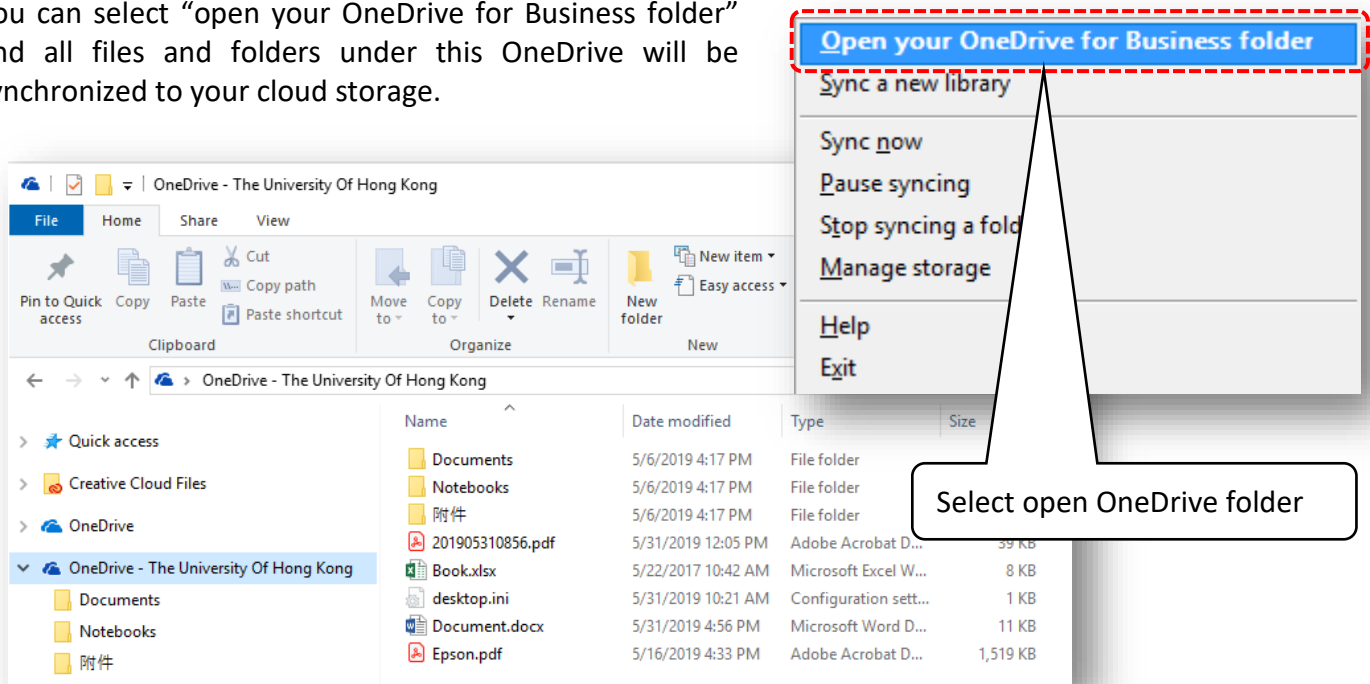 ou can select “open your OneDrive for Business folder”
nd all files and folders under this OneDrive will be
ynchronized to your cloud storage.
Open your OneDrive for Business folder
Sync a new library
Sync now
Pause syncing
Stop syncing a fold
Manage storage
Help
Exit
Select open OneDrive folder
OneDrive - The University Of Hong Kong
File Home Share View
Pin to Quick access
Copy
Paste
Cut
Copy path
Paste shortcut
Clipboard
Move to
Copy to
Delete
Rename
Organize
New folder
New item
Easy access
New
OneDrive - The University Of Hong Kong
Quick access
Creative Cloud Files
OneDrive
OneDrive - The University Of Hong Kong
Documents
Notebooks
附件
Name Date modified Type Size
Documents 5/6/2019 4:17 PM File folder
Notebooks 5/6/2019 4:17 PM File folder
附件 5/6/2019 4:17 PM File folder
201905310856.pdf 5/31/2019 12:05 PM Adobe Acrobat D... 39 KB
Book.xlsx 5/22/2017 10:42 AM Microsoft Excel W... 8 KB
desktop.ini 5/31/2019 10:21 AM Configuration sett... 1 KB
Document.docx 5/31/2019 4:56 PM Microsoft Word D... 11 KB
Epson.pdf 5/16/2019 4:33 PM Adobe Acrobat D... 1,519 KB